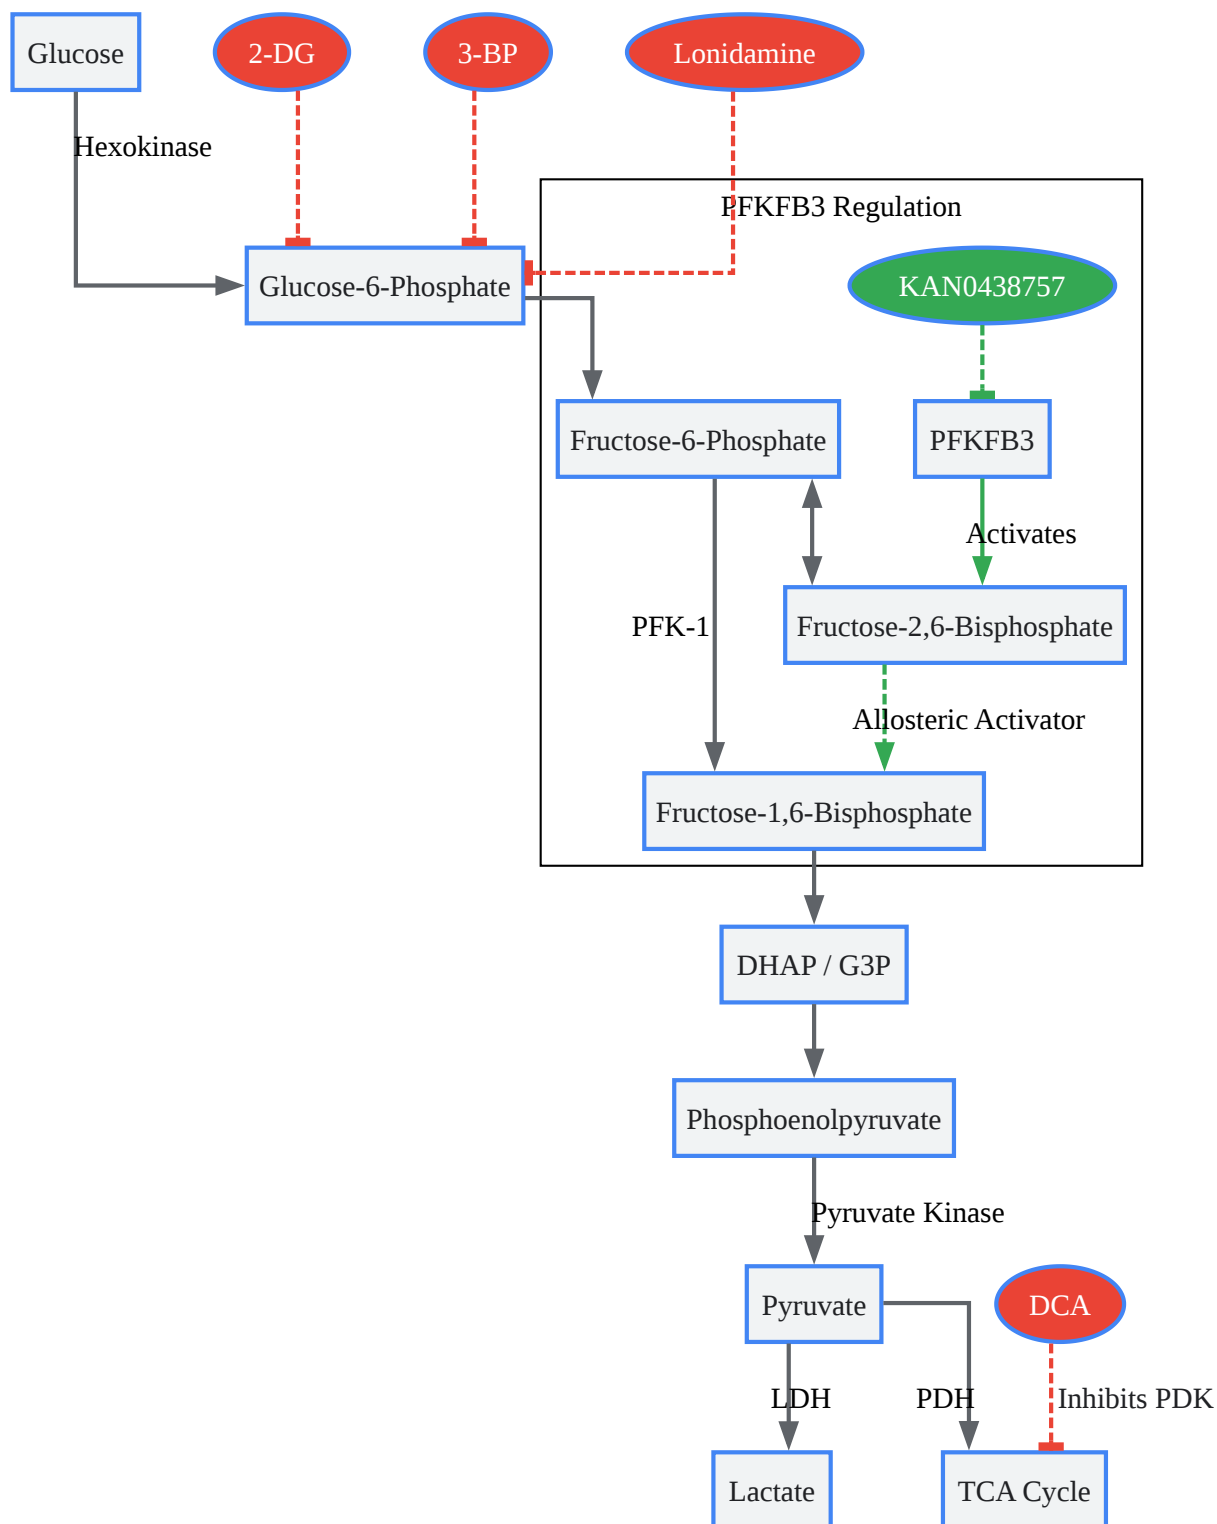 Glucose
2-DG
3-BP
Lonidamine
Hexokinase
PFKFB3 Regulation
Glucose-6-Phosphate
KAN0438757
Fructose-6-Phosphate
PFKFB3
Activates
PFK-1
Fructose-2,6-Bisphosphate
Allosteric Activator
Fructose-1,6-Bisphosphate
DHAP / G3P
Phosphoenolpyruvate
Pyruvate Kinase
Pyruvate
DCA
LDH
PDH
Inhibits PDK
Lactate
TCA Cycle